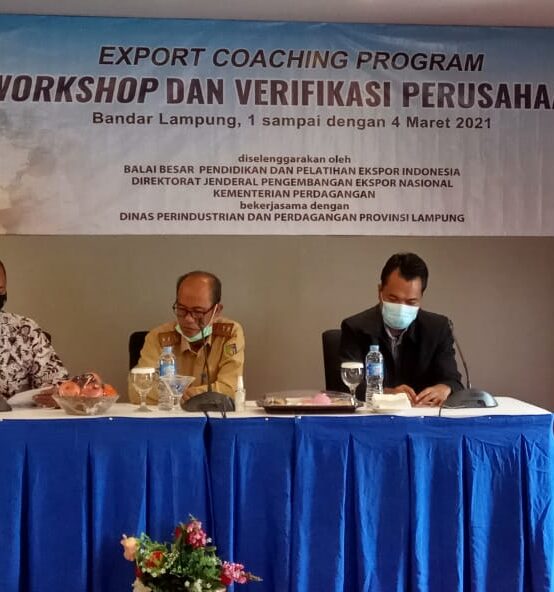 EXPORT COACHING PROGRAM
WORKSHOP DAN VERIFIKASI
Bandar Lampung, 1 sampai dengan 4 Maret 2021
diselenggarakan oleh
BALAI BESAR PENDIDIKAN DAN PELATIHAN EKSPOR INDONESIA
DIREKTORAT JENDERAL PENGEMBANGAN EKSPOR NASIONAL
KEMENTERIAN PERDAGANGAN
bekerjasama dengan
DINAS PERINDUSTRIAN DAN PERDAGANGAN PROVINSI LAMPUNG